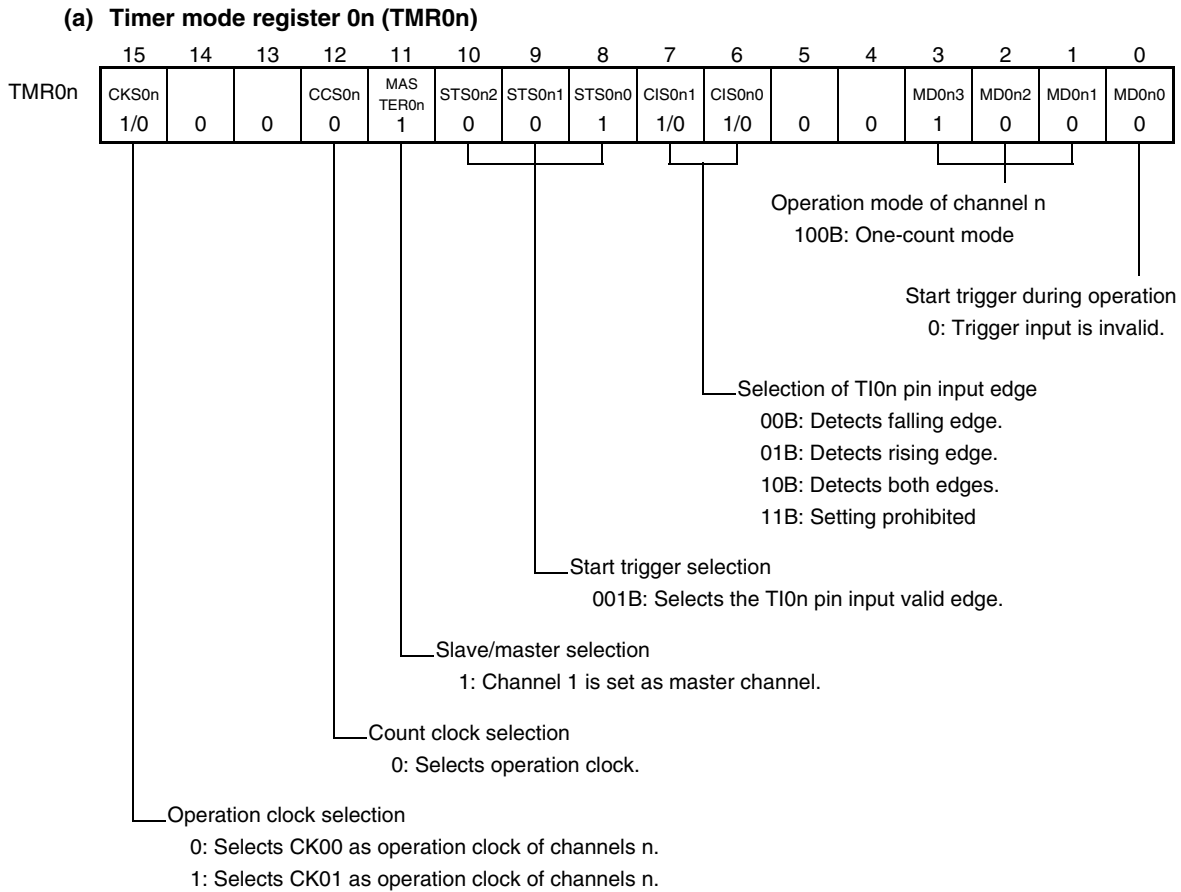 (a) Timer mode register 0n (TMR0n)
15 14 13 12 11 10 9 8 7 6 5 4 3 2 1 0
TMR0n CKS0n CCS0n MAS TER0n STS0n2 STS0n1 STS0n0 CIS0n1 CIS0n0 MD0n3 MD0n2 MD0n1 MD0n0
1/0 0 0 0 1 0 0 1 1/0 1/0 0 0 1 0 0 0
Operation mode of channel n
100B: One-count mode
Start trigger during operation
0: Trigger input is invalid.
Selection of TI0n pin input edge
00B: Detects falling edge.
01B: Detects rising edge.
10B: Detects both edges.
11B: Setting prohibited
Start trigger selection
001B: Selects the TI0n pin input valid edge.
Slave/master selection
1: Channel 1 is set as master channel.
Count clock selection
0: Selects operation clock.
Operation clock selection
0: Selects CK00 as operation clock of channels n.
1: Selects CK01 as operation clock of channels n.